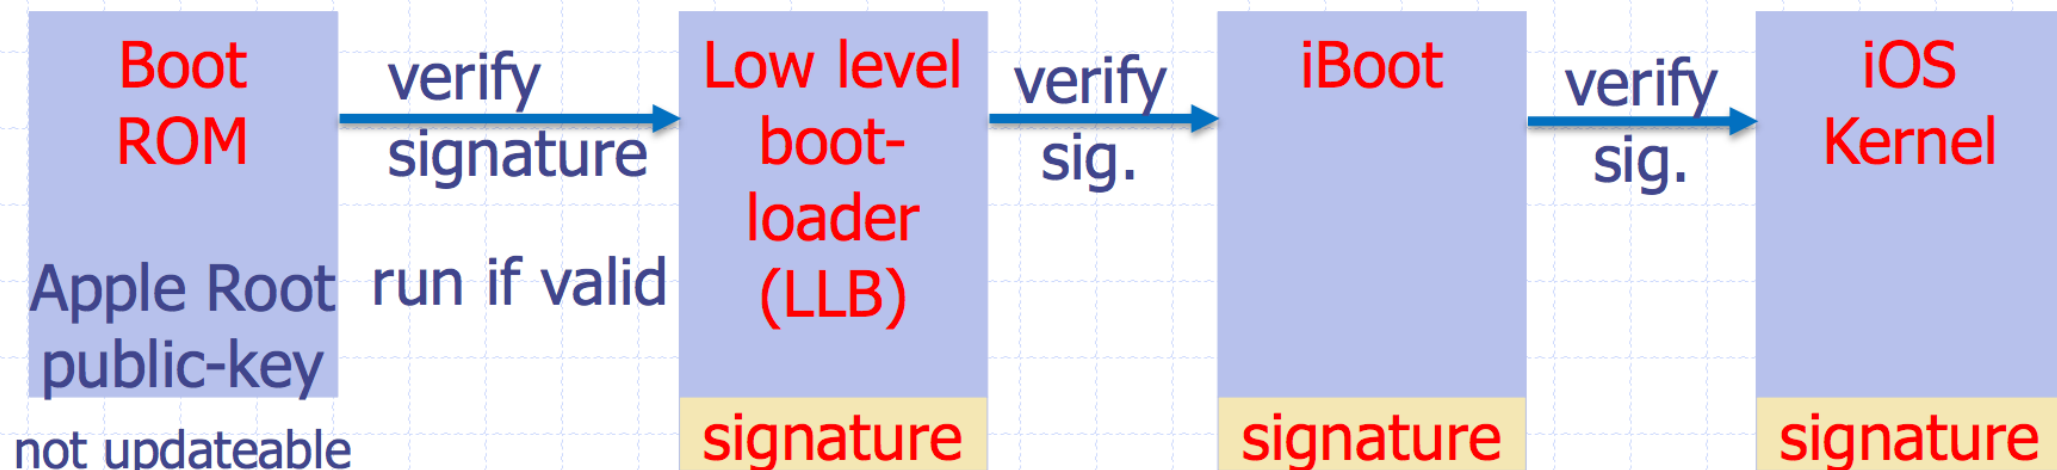 Boot
ROM
Apple Root
public-key
not updateable
verify
signature
run if valid
Low level
boot-
loader
(LLB)
signature
verify
sig.
iBoot
signature
verify
sig.
iOS
Kernel
signature